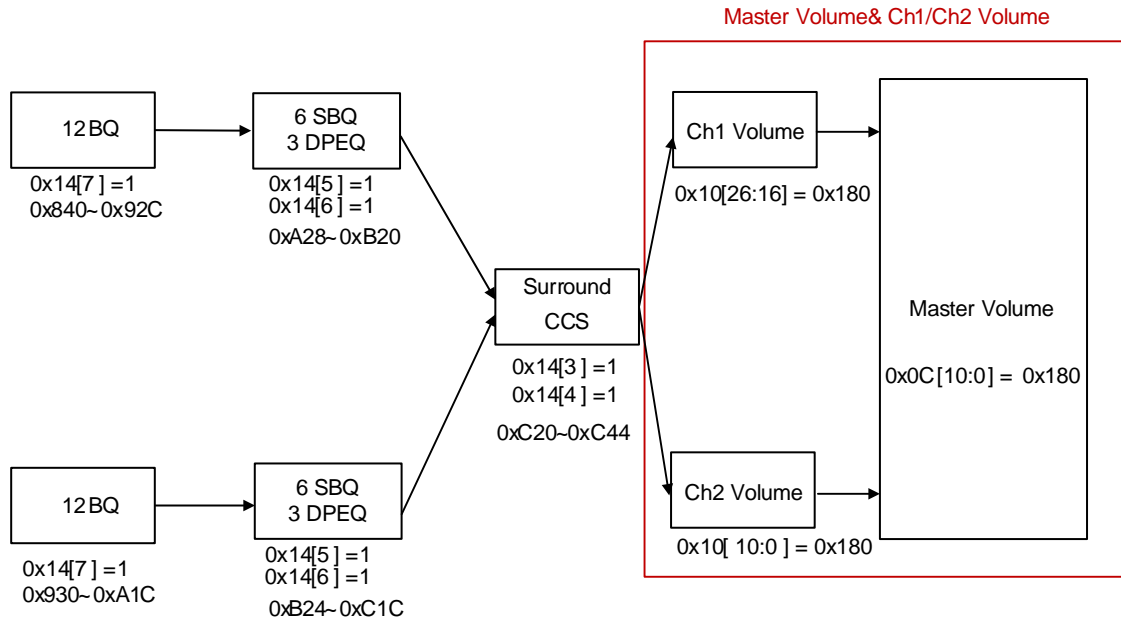 Master Volume& Ch1/Ch2 Volume
12BQ
0x14[7] =1
0x840~0x92C
6 SBQ
3 DPEQ
0x14[5] =1
0x14[6] =1
0xA28~0xB20
Surround
CCS
0x14[3] =1
0x14[4] =1
0xC20~0xC44
Ch1 Volume
0x10[26:16] = 0x180
Master Volume
0x0C[10:0] = 0x180
12BQ
0x14[7] =1
0x930~0xA1C
6 SBQ
3 DPEQ
0x14[5] =1
0x14[6] =1
0xB24~0xC1C
Ch2 Volume
0x10[ 10:0 ] = 0x180